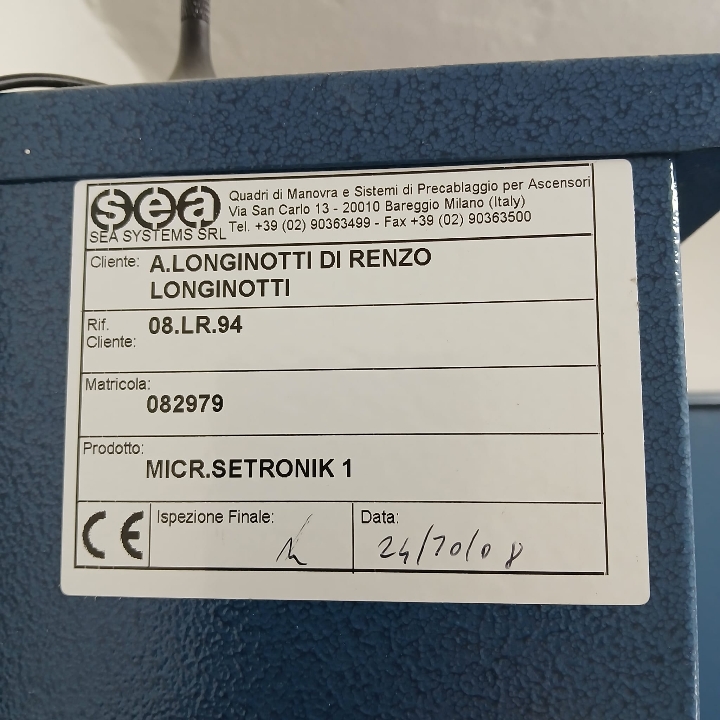 sea
SEA SYSTEMS SRL
Quadri di Manovra e Sistemi di Precablaggio per Ascensori
Via San Carlo 13 - 20010 Bareggio Milano (Italy)
Tel. +39 (02) 90363499 - Fax +39 (02) 90363500
Cliente: A.LONGINOTTI DI RENZO
LONGINOTTI
Rif. 08.LR.94
Cliente:
Matricola:
082979
Prodotto:
MICR.SETRONIK 1
CE
Ispezione Finale:
Data:
24/10/08